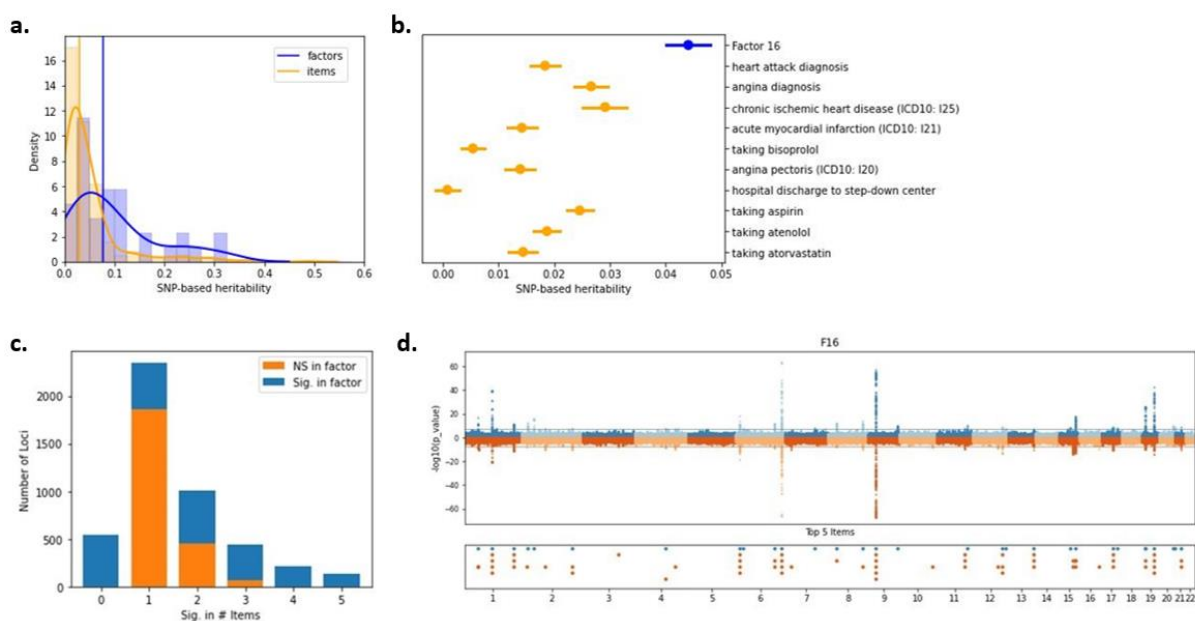 a.
16
14
12
10
8
6
4
2
0
Density
factors
items
0.0 0.1 0.2 0.3 0.4 0.5 0.6
SNP-based heritability
b.
Factor 16
heart attack diagnosis
angina diagnosis
chronic ischemic heart disease (ICD10: I25)
acute myocardial infarction (ICD10: I21)
taking bisoprolol
angina pectoris (ICD10: I20)
hospital discharge to step-down center
taking aspirin
taking atenolol
taking atorvastatin
0.00 0.01 0.02 0.03 0.04 0.05
SNP-based heritability
c.
NS in factor
Sig. in factor
2000
1500
1000
500
0
Number of Loci
0 1 2 3 4 5
Sig. in # Items
d.
F16
60
40
20
0
−20
−40
−60
-log10(p_value)
Top 5 Items
1 2 3 4 5 6 7 8 9 10 11 12 13 14 15 16 17 18 19 20 21 22